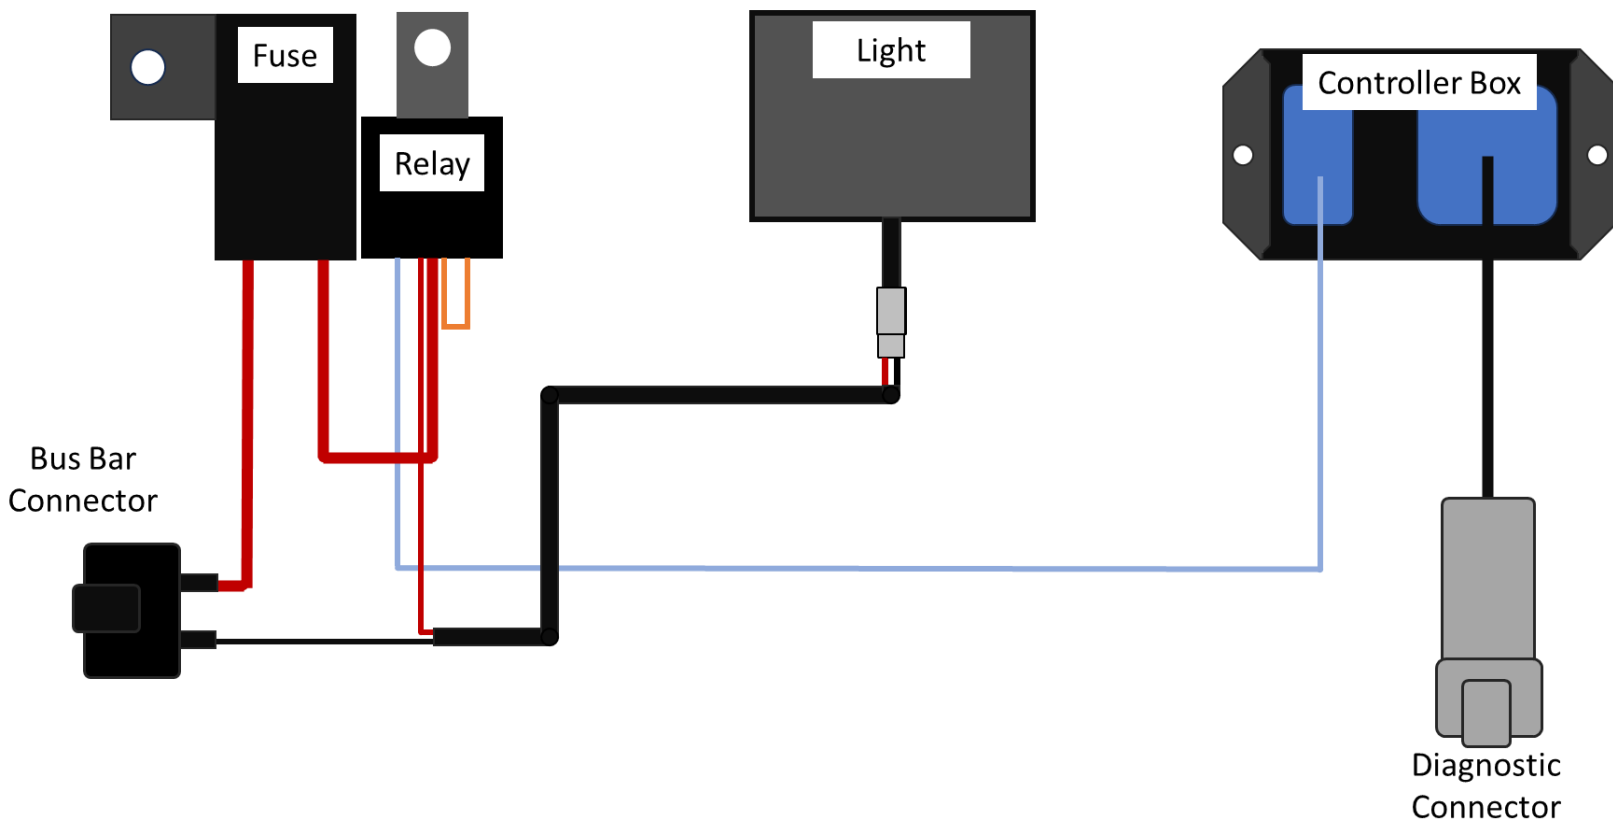 Fuse
Relay
Light
Controller Box
Bus Bar
Connector
Diagnostic
Connector